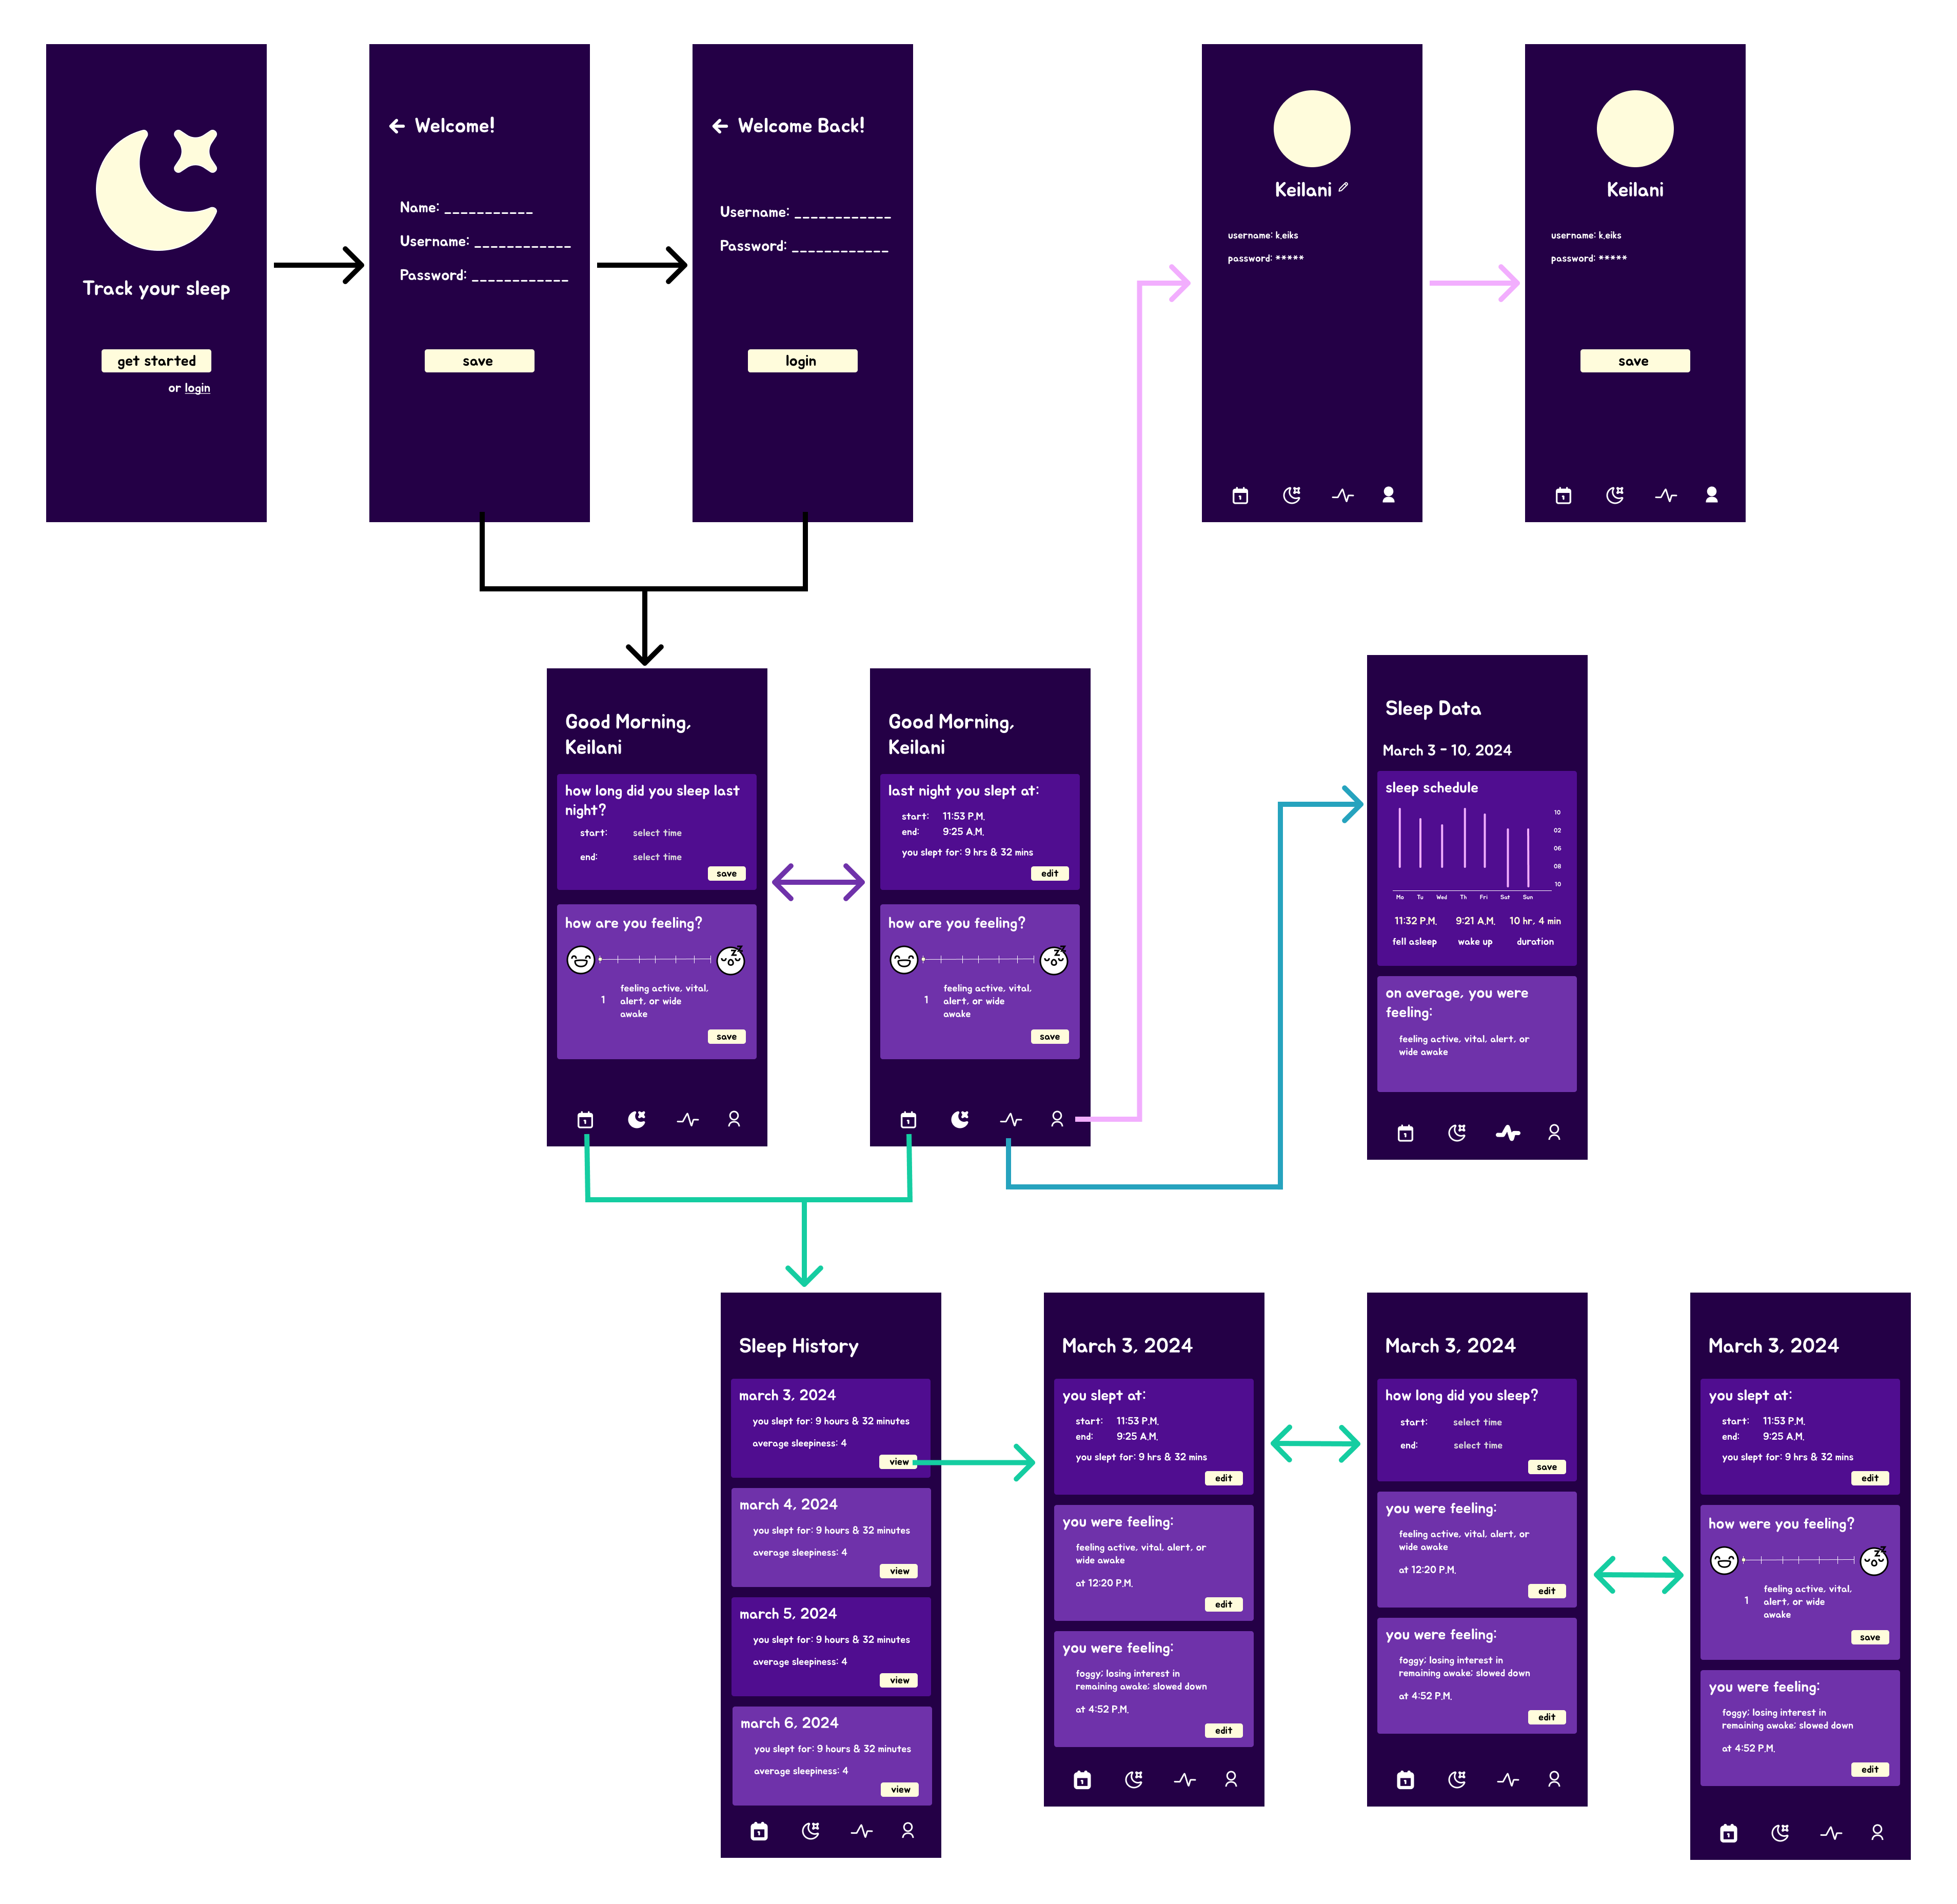 Track your sleep
get started
or login
← Welcome!
Name: ___________
Username: ____________
Password: ____________
save
← Welcome Back!
Username: ____________
Password: ____________
login
Keilani
username: k.eiks
password: *****
Keilani
username: k.eiks
password: *****
save
Good Morning,
Keilani
how long did you sleep last
night?
start: select time
end: select time
save
how are you feeling?
1
feeling active, vital,
alert, or wide
awake
save
Good Morning,
Keilani
last night you slept at:
start: 11:53 P.M.
end: 9:25 A.M.
you slept for: 9 hrs & 32 mins
edit
how are you feeling?
1
feeling active, vital,
alert, or wide
awake
save
Sleep Data
March 3 - 10, 2024
sleep schedule
10
02
06
08
10
Mo Tu Wed Th Fri Sat Sun
11:32 P.M. 9:21 A.M. 10 hr, 4 min
fell asleep wake up duration
on average, you were
feeling:
feeling active, vital, alert, or
wide awake
Sleep History
march 3, 2024
you slept for: 9 hours & 32 minutes
average sleepiness: 4
view
march 4, 2024
you slept for: 9 hours & 32 minutes
average sleepiness: 4
view
march 5, 2024
you slept for: 9 hours & 32 minutes
average sleepiness: 4
view
march 6, 2024
you slept for: 9 hours & 32 minutes
average sleepiness: 4
view
March 3, 2024
you slept at:
start: 11:53 P.M.
end: 9:25 A.M.
you slept for: 9 hrs & 32 mins
edit
you were feeling:
feeling active, vital, alert, or
wide awake
at 12:20 P.M.
edit
you were feeling:
foggy; losing interest in
remaining awake; slowed down
at 4:52 P.M.
edit
March 3, 2024
how long did you sleep?
start: select time
end: select time
save
you were feeling:
feeling active, vital, alert, or
wide awake
at 12:20 P.M.
edit
you were feeling:
foggy; losing interest in
remaining awake; slowed down
at 4:52 P.M.
edit
March 3, 2024
you slept at:
start: 11:53 P.M.
end: 9:25 A.M.
you slept for: 9 hrs & 32 mins
edit
how were you feeling?
1
feeling active, vital,
alert, or wide
awake
save
you were feeling:
foggy; losing interest in
remaining awake; slowed down
at 4:52 P.M.
edit